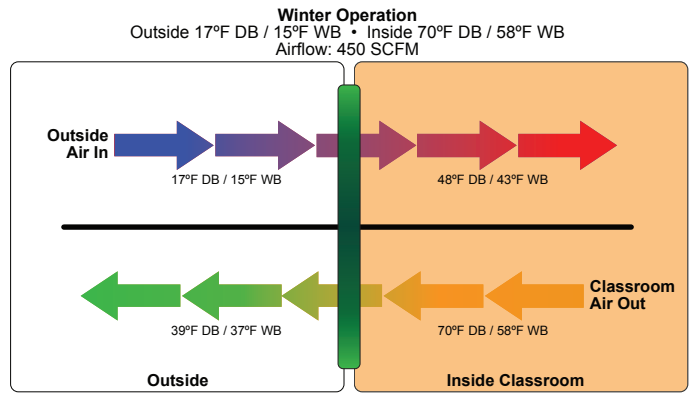 Winter Operation
Outside 17ºF DB / 15ºF WB • Inside 70ºF DB / 58ºF WB
Airflow: 450 SCFM
Outside
Air In
17ºF DB / 15ºF WB
48ºF DB / 43ºF WB
Classroom
Air Out
39ºF DB / 37ºF WB
70ºF DB / 58ºF WB
Outside
Inside Classroom